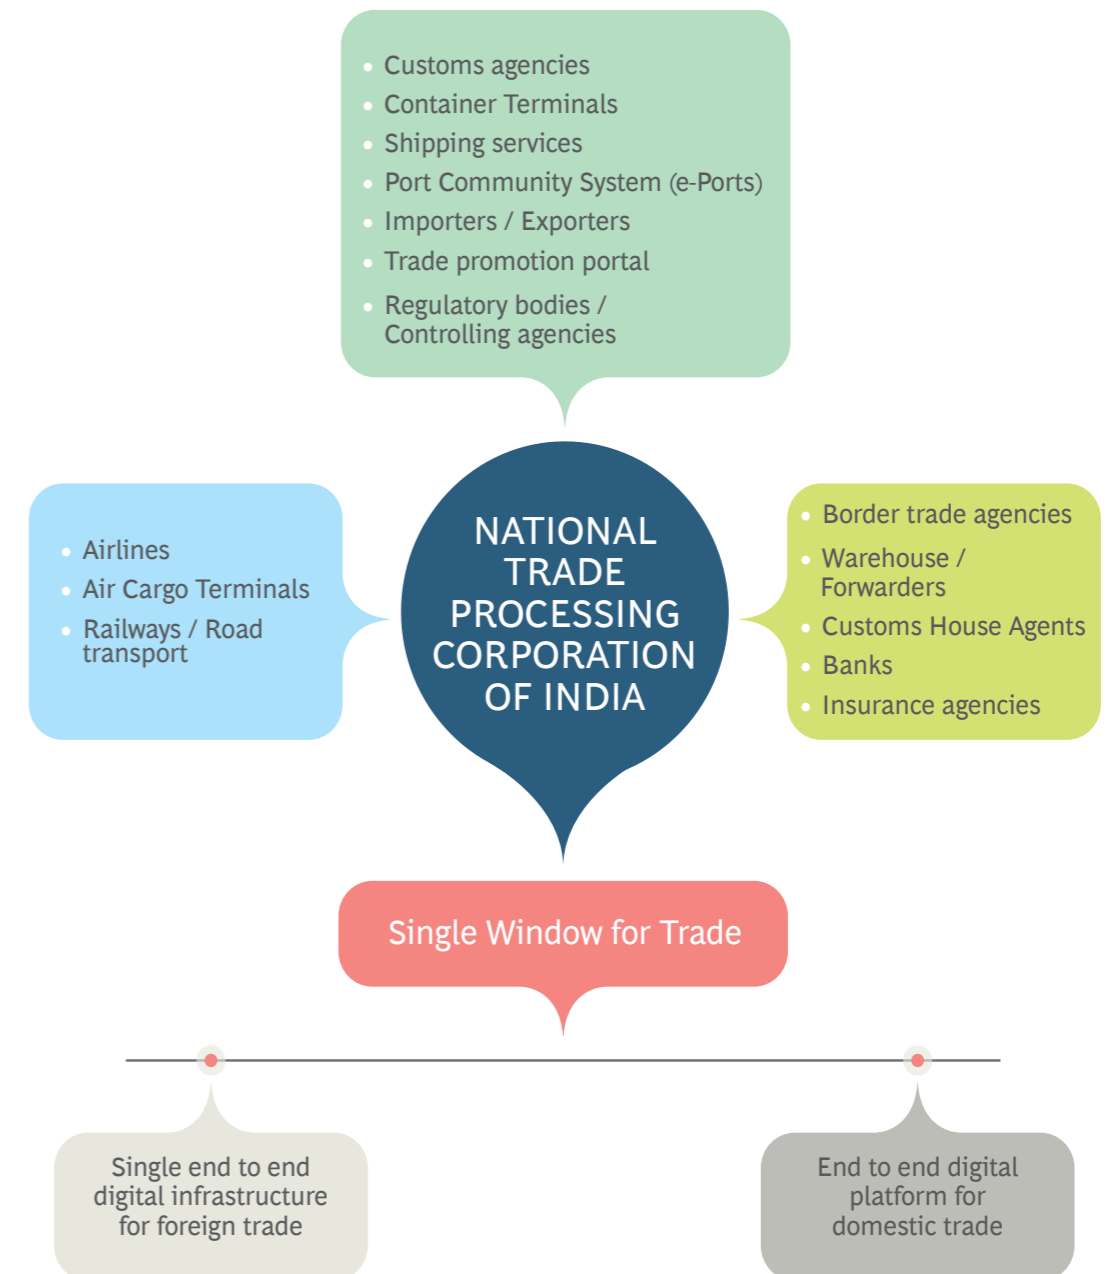 Customs agencies
Container Terminals
Shipping services
Port Community System (e-Ports)
Importers / Exporters
Trade promotion portal
Regulatory bodies /
Controlling agencies
Airlines
Air Cargo Terminals
Railways / Road
transport
NATIONAL
TRADE
PROCESSING
CORPORATION
OF INDIA
Border trade agencies
Warehouse /
Forwarders
Customs House Agents
Banks
Insurance agencies
Single Window for Trade
Single end to end
digital infrastructure
for foreign trade
End to end digital
platform for
domestic trade